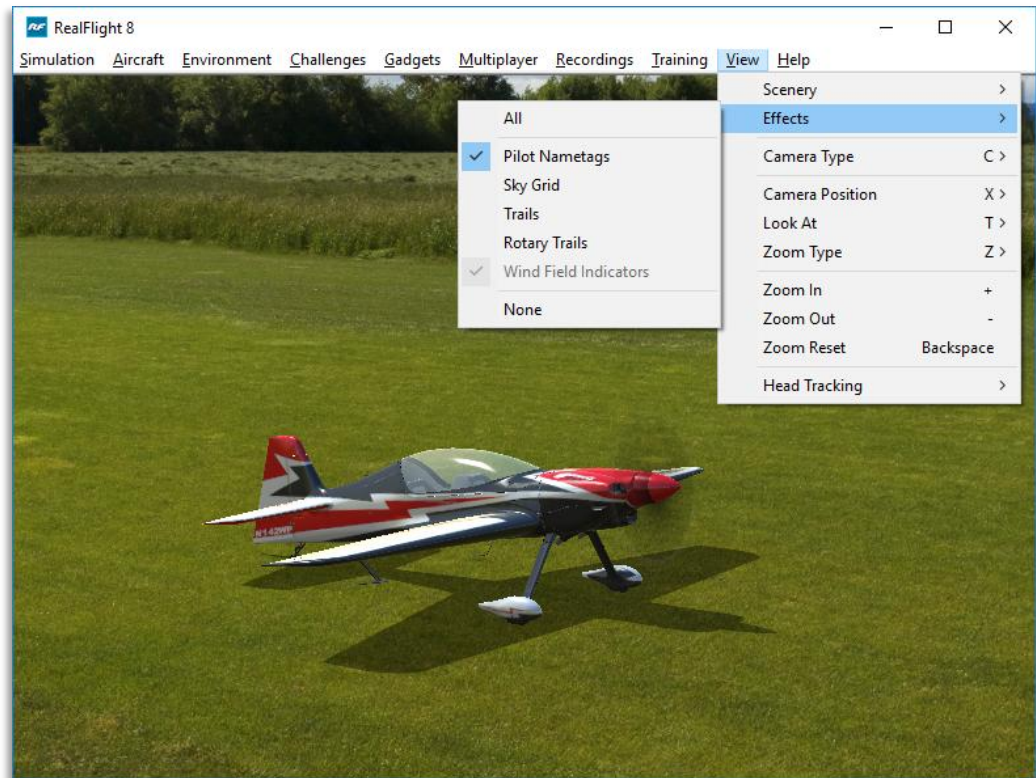 RF RealFlight 8
Simulation Aircraft Environment Challenges Gadgets Multiplayer Recordings Training View Help
Scenery >
Effects >
Camera Type C >
Camera Position X >
Look At T >
Zoom Type Z >
Zoom In +
Zoom Out -
Zoom Reset Backspace
Head Tracking >
All
Pilot Nametags
Sky Grid
Trails
Rotary Trails
Wind Field Indicators
None
N142WP